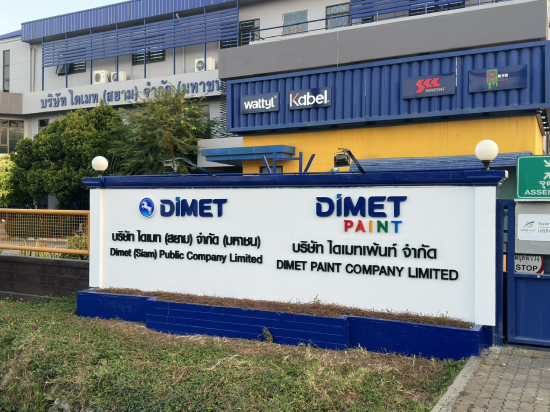 บริษัท ไดเมท (สยาม) จำกัด (มหาชน
wattyl
Kabel
SUNCOAT
DiMET
บริษัท ไดเมท (สยาม) จำกัด (มหาชน)
Dimet (Siam) Public Company Limited
DiMET
PAINT
บริษัท ไดเมทเพ้นท์ จำกัด
DIMET PAINT COMPANY LIMITED
STOP